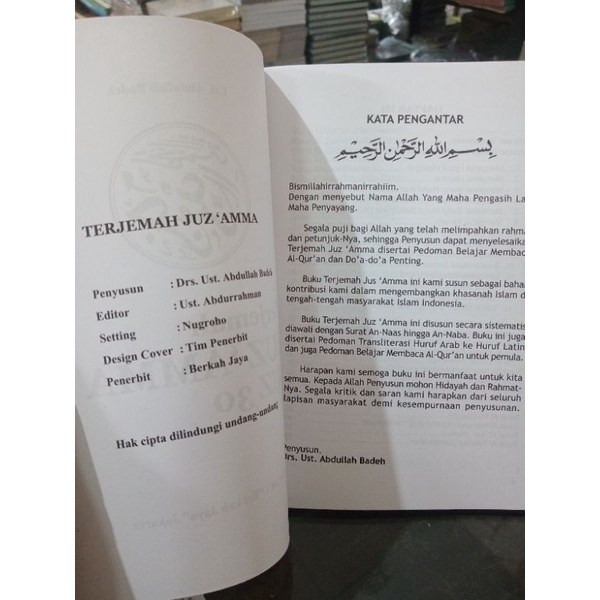 TERJEMAH JUZ ‘AMMA
Penyusun : Drs. Ust. Abdullah Badeh
Editor : Ust. Abdurrahman
Setting : Nugroho
Design Cover : Tim Penerbit
Penerbit : Berkah Jaya
Hak cipta dilindungi undang-undang
KATA PENGANTAR
بسم الله الرحمن الرحيم
Bismillahirrahmanirrahiim.
Dengan menyebut Nama Allah Yang Maha Pengasih La
Maha Penyayang.
Segala puji bagi Allah yang telah melimpahkan rahma
dan petunjuk-Nya, sehingga Penyusun dapat menyelesaik
Terjemah Juz ‘Amma disertai Pedoman Belajar Membac
Al-Qur'an dan Do'a-do'a Penting.
Buku Terjemah Jus ‘Amma ini kami susun sebagai baha
kontribusi kami dalam mengembangkan khasanah Islam d
tengah-tengah masyarakat Islam Indonesia.
Buku Terjemah Juz ‘Amma ini disusun secara sistematis
diawali dengan Surat An-Naas hingga An-Naba. Buku ini juga
disertai Pedoman Transliterasi Huruf Arab ke Huruf Latin
dan juga Pedoman Belajar Membaca Al-Qur'an untuk pemula.
Harapan kami semoga buku ini bermanfaat untuk kita
semua. Kepada Allah Penyusun mohon Hidayah dan Rahmat-
Nya. Segala kritik dan saran kami harapkan dari seluruh
lapisan masyarakat demi kesempurnaan penyusunan.
Penyusun.
Drs. Ust. Abdullah Badeh